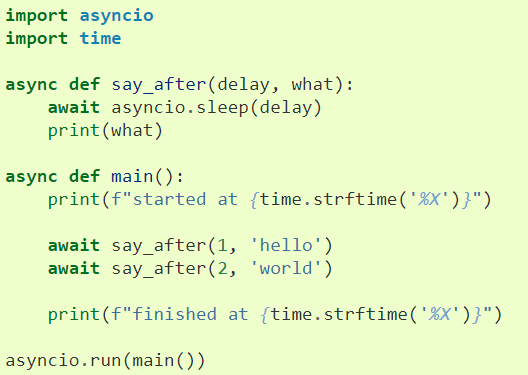 import asyncio
import time

async def say_after(delay, what):
    await asyncio.sleep(delay)
    print(what)

async def main():
    print(f"started at {time.strftime('%X')}")

    await say_after(1, 'hello')
    await say_after(2, 'world')

    print(f"finished at {time.strftime('%X')}")

asyncio.run(main())